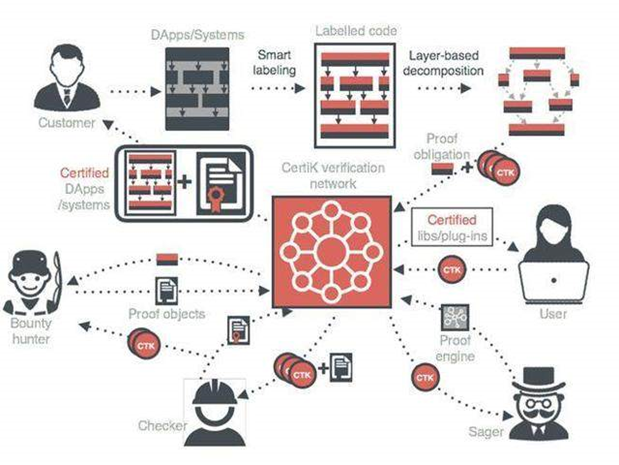 DApps/Systems
Smart
labeling
Labelled code
Layer-based
decomposition
Customer
Proof
obligation
CTK
Certified
DApps
/systems
CertiK verification
network
Certified
libs/plug-ins
CTK
User
Proof objects
Bounty
hunter
CTK
Proof
engine
CTK
CTK
Checker
Sager